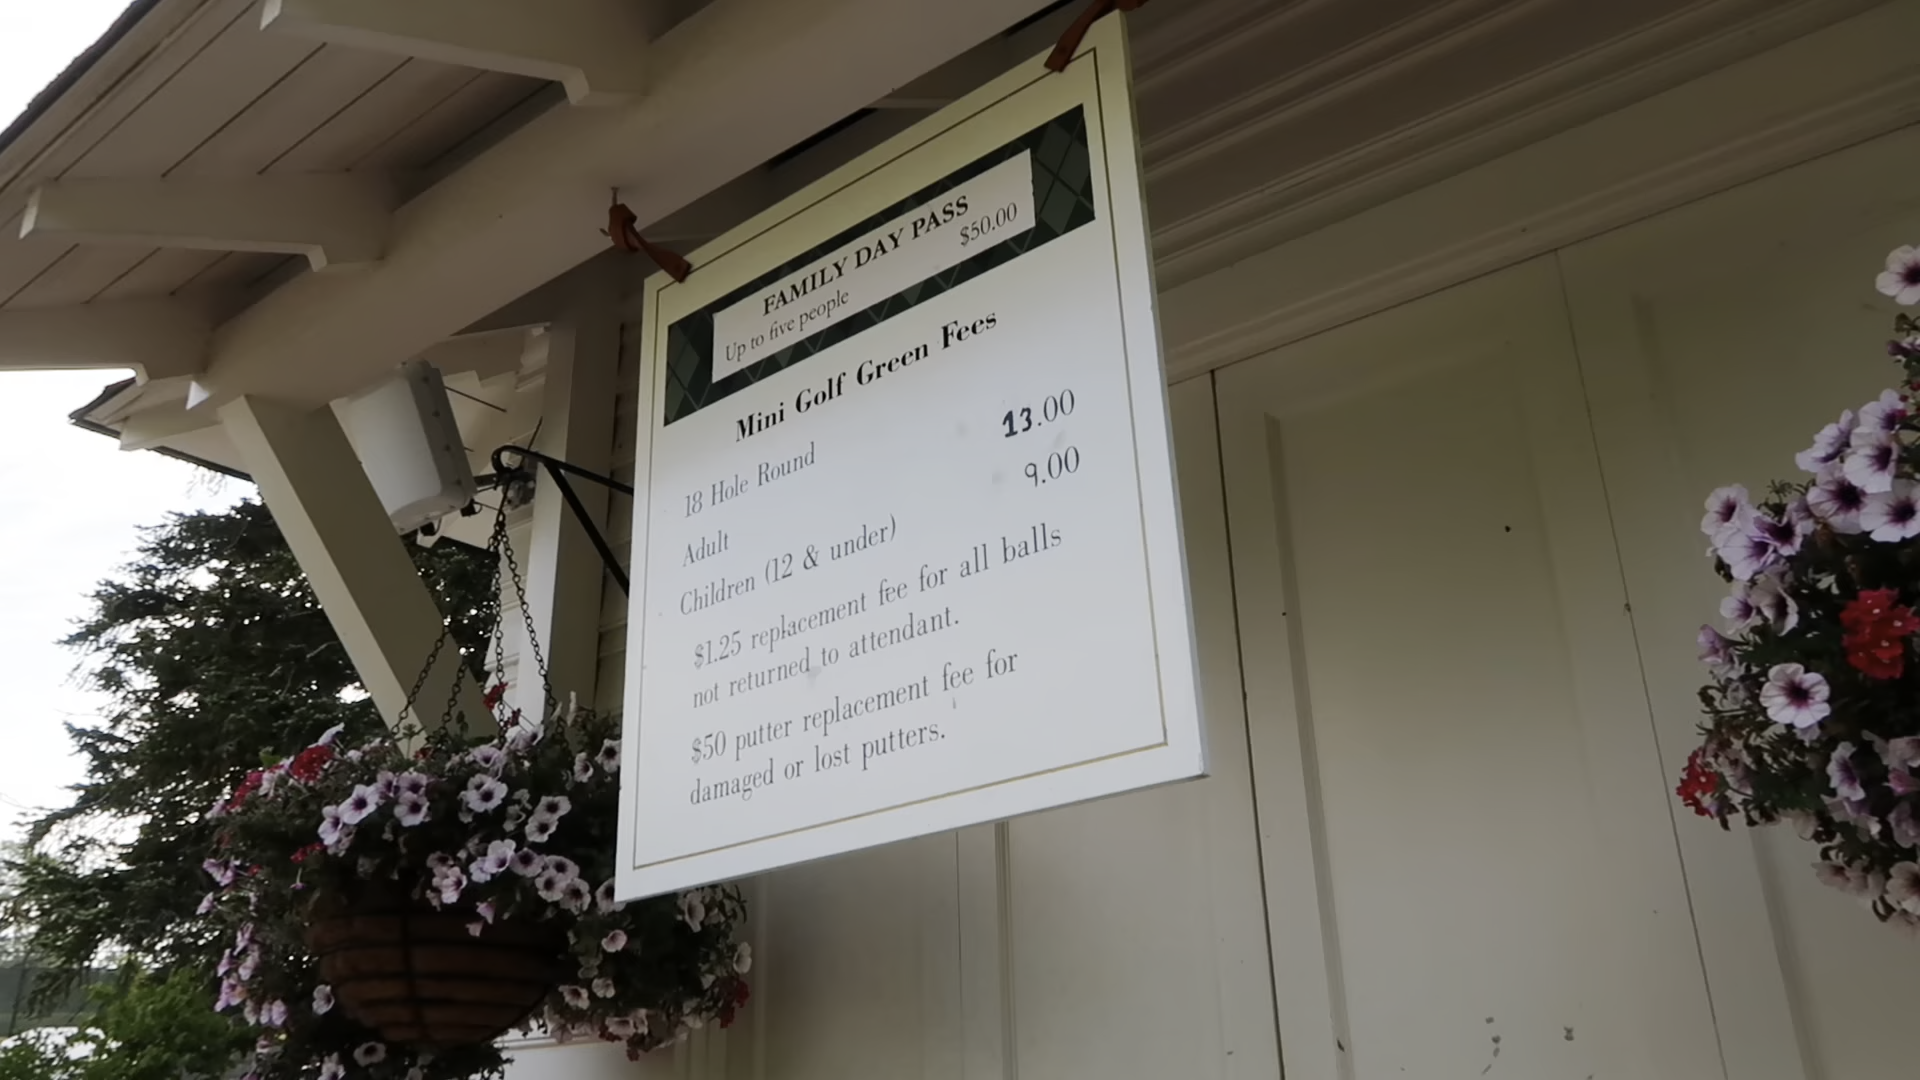 FAMILY DAY PASS
Up to five people $50.00
Mini Golf Green Fees
18 Hole Round
Adult 13.00
Children (12 & under) 9.00
$1.25 replacement fee for all balls
not returned to attendant.
$50 putter replacement fee for
damaged or lost putters.